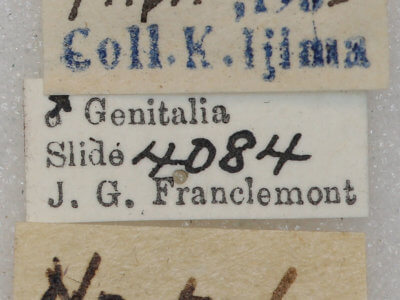 Coll. K. Ijima
♂ Genitalia
Slide 4084
J. G. Franclemont